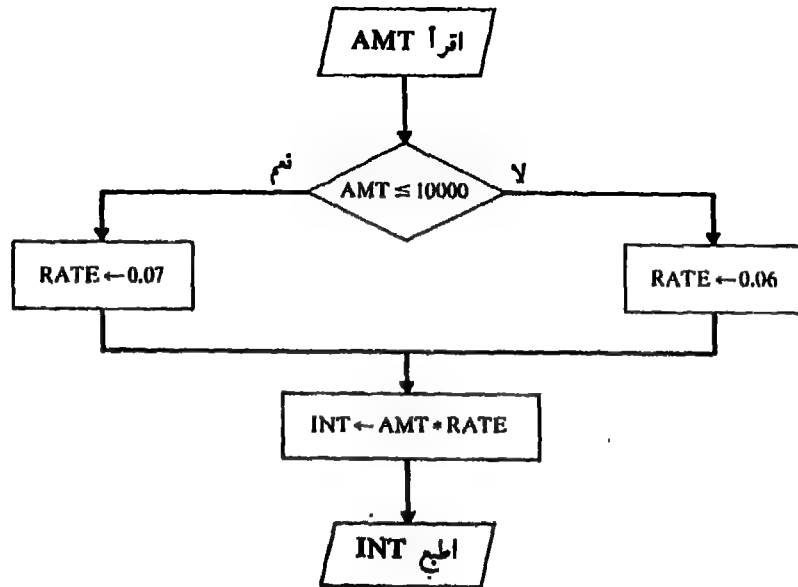 اقرأ AMT
نعم
AMT ≤ 10000
لا
RATE ← 0.07
RATE ← 0.06
INT ← AMT * RATE
اطبع INT